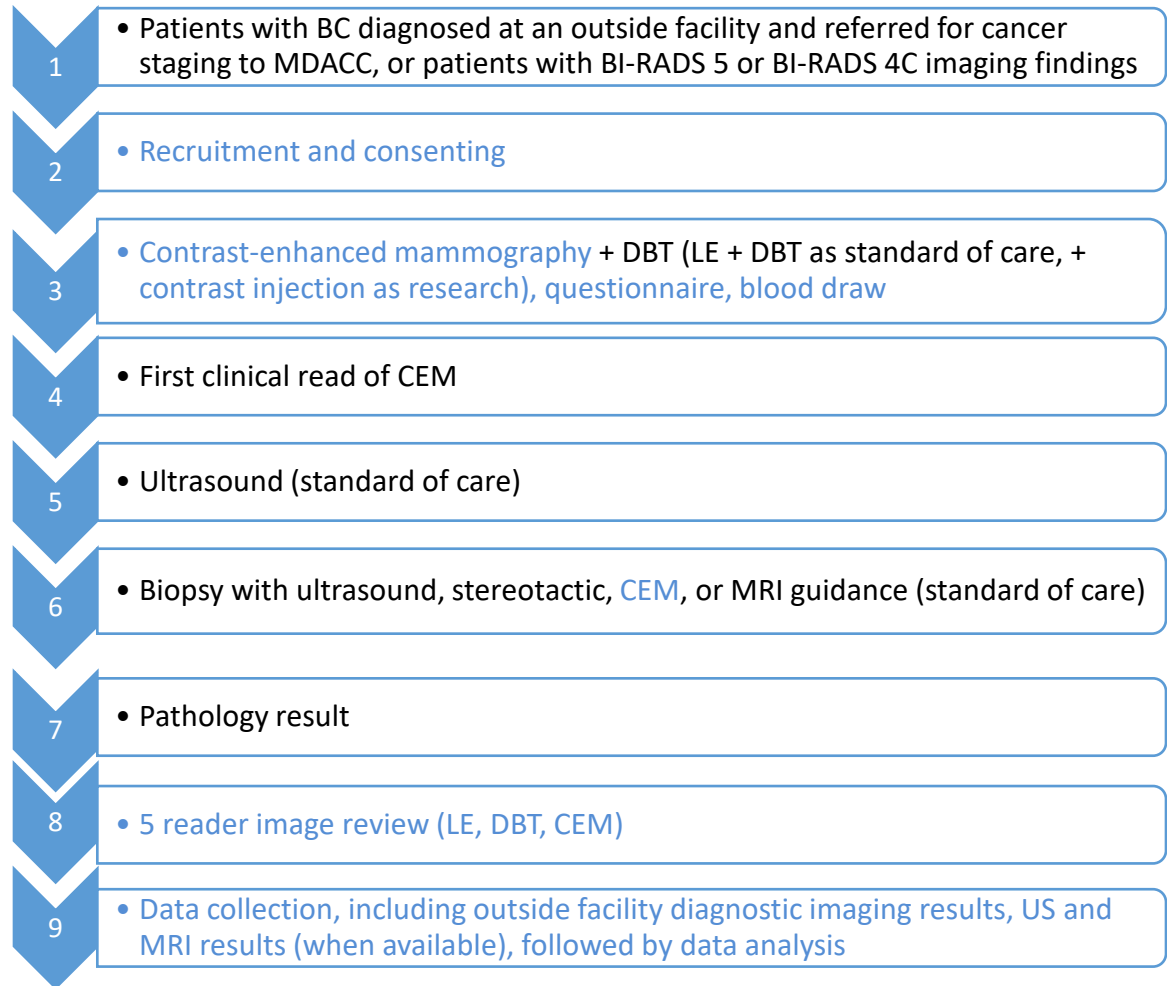 1
• Patients with BC diagnosed at an outside facility and referred for cancer
staging to MDACC, or patients with BI-RADS 5 or BI-RADS 4C imaging findings
2
• Recruitment and consenting
3
• Contrast-enhanced mammography + DBT (LE + DBT as standard of care, +
contrast injection as research), questionnaire, blood draw
4
• First clinical read of CEM
5
• Ultrasound (standard of care)
6
• Biopsy with ultrasound, stereotactic, CEM, or MRI guidance (standard of care)
7
• Pathology result
8
• 5 reader image review (LE, DBT, CEM)
9
• Data collection, including outside facility diagnostic imaging results, US and
MRI results (when available), followed by data analysis